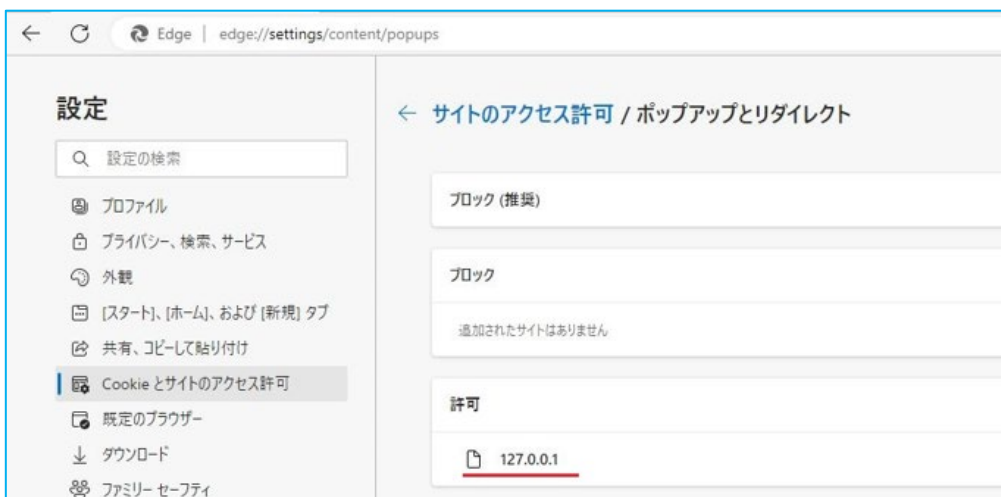 Edge | edge://settings/content/popups
設定
設定の検索
プロファイル
プライバシー、検索、サービス
外観
[スタート]、[ホーム]、および [新規] タブ
共有、コピーして貼り付け
Cookie とサイトのアクセス許可
既定のブラウザー
ダウンロード
ファミリー セーフティ
サイトのアクセス許可 / ポップアップとリダイレクト
ブロック (推奨)
ブロック
追加されたサイトはありません
許可
127.0.0.1